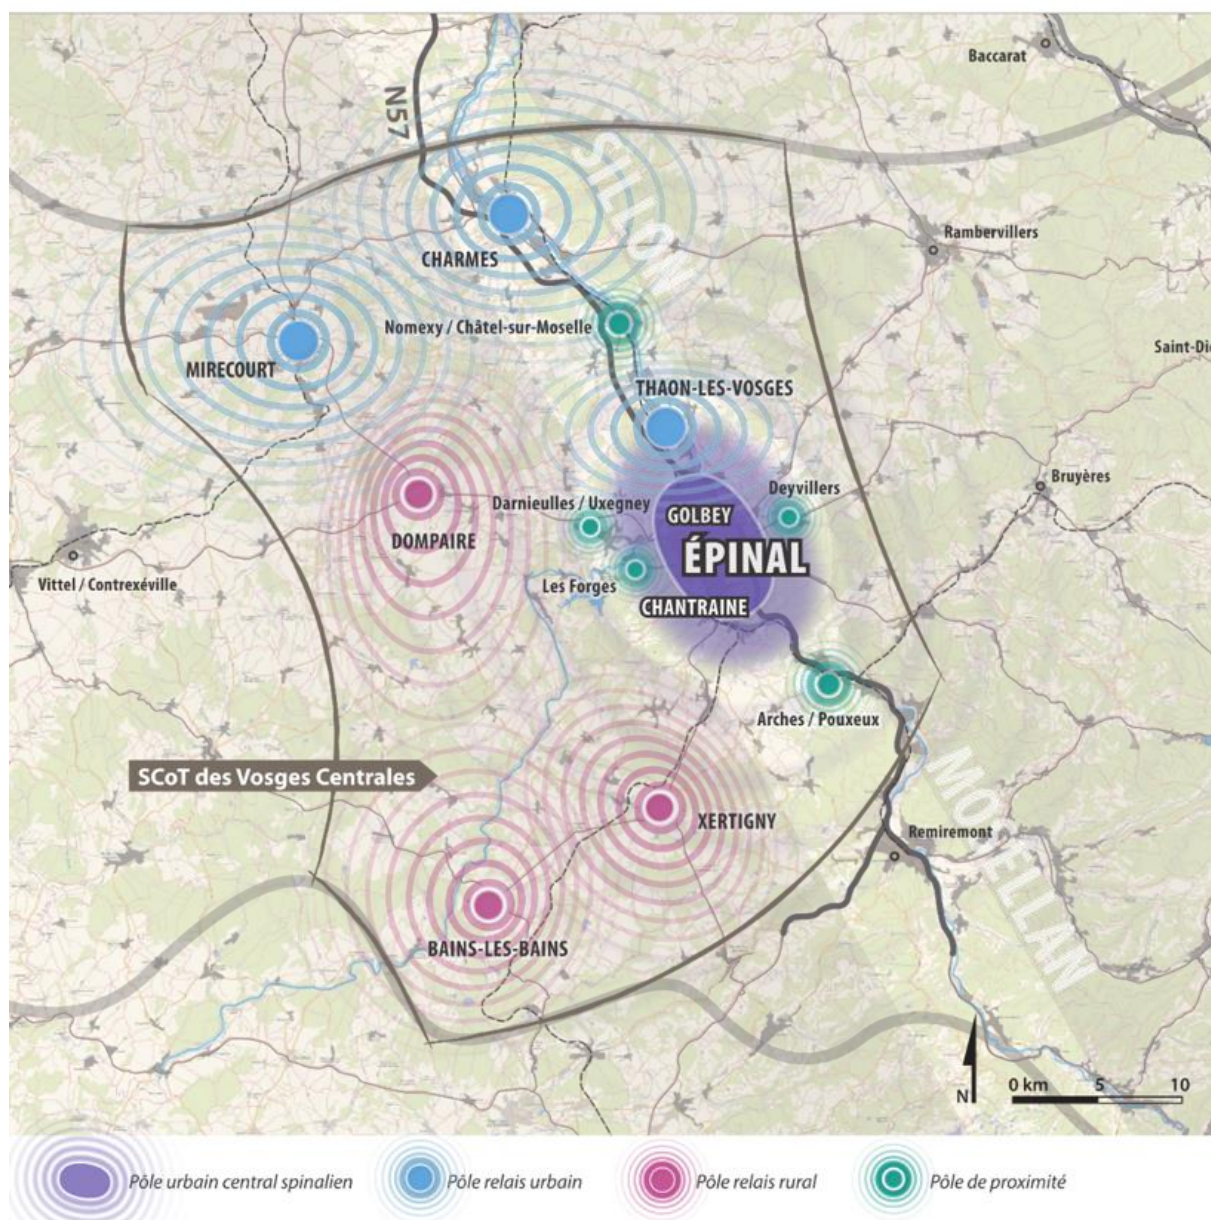 Baccarat
N57
SILLON
Rambervillers
CHARMES
Nomexy / Châtel-sur-Moselle
Saint-Di
MIRECOURT
THAON-LES-VOSGES
Bruyères
Deyvillers
Darnieulles / Uxegney
GOLBEY
DOMPAIRE
ÉPINAL
Vittel / Contrexéville
Les Forges
CHANTRAINE
Arches / Pouxeux
SCoT des Vosges Centrales
MOSELLAN
XERTIGNY
Remiremont
BAINS-LES-BAINS
N
0 km 5 10
Pôle urbain central spinalien
Pôle relais urbain
Pôle relais rural
Pôle de proximité